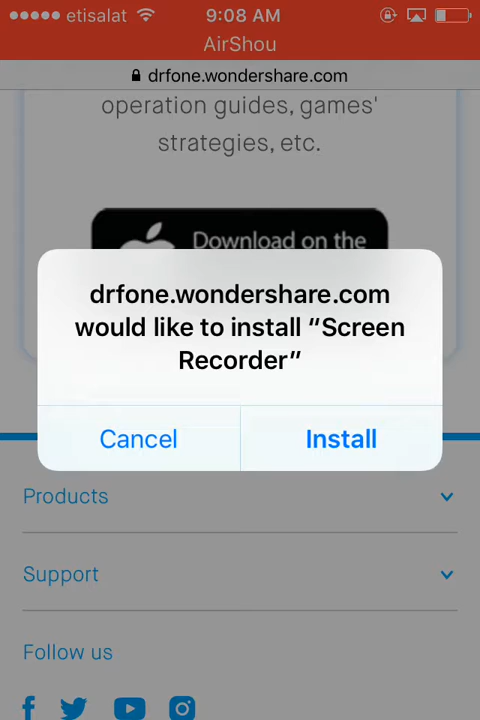 etisalat 9:08 AM
AirShou
drfone.wondershare.com
operation guides, games'
strategies, etc.
Download on the
drfone.wondershare.com
would like to install “Screen
Recorder”
Cancel Install
Products
Support
Follow us